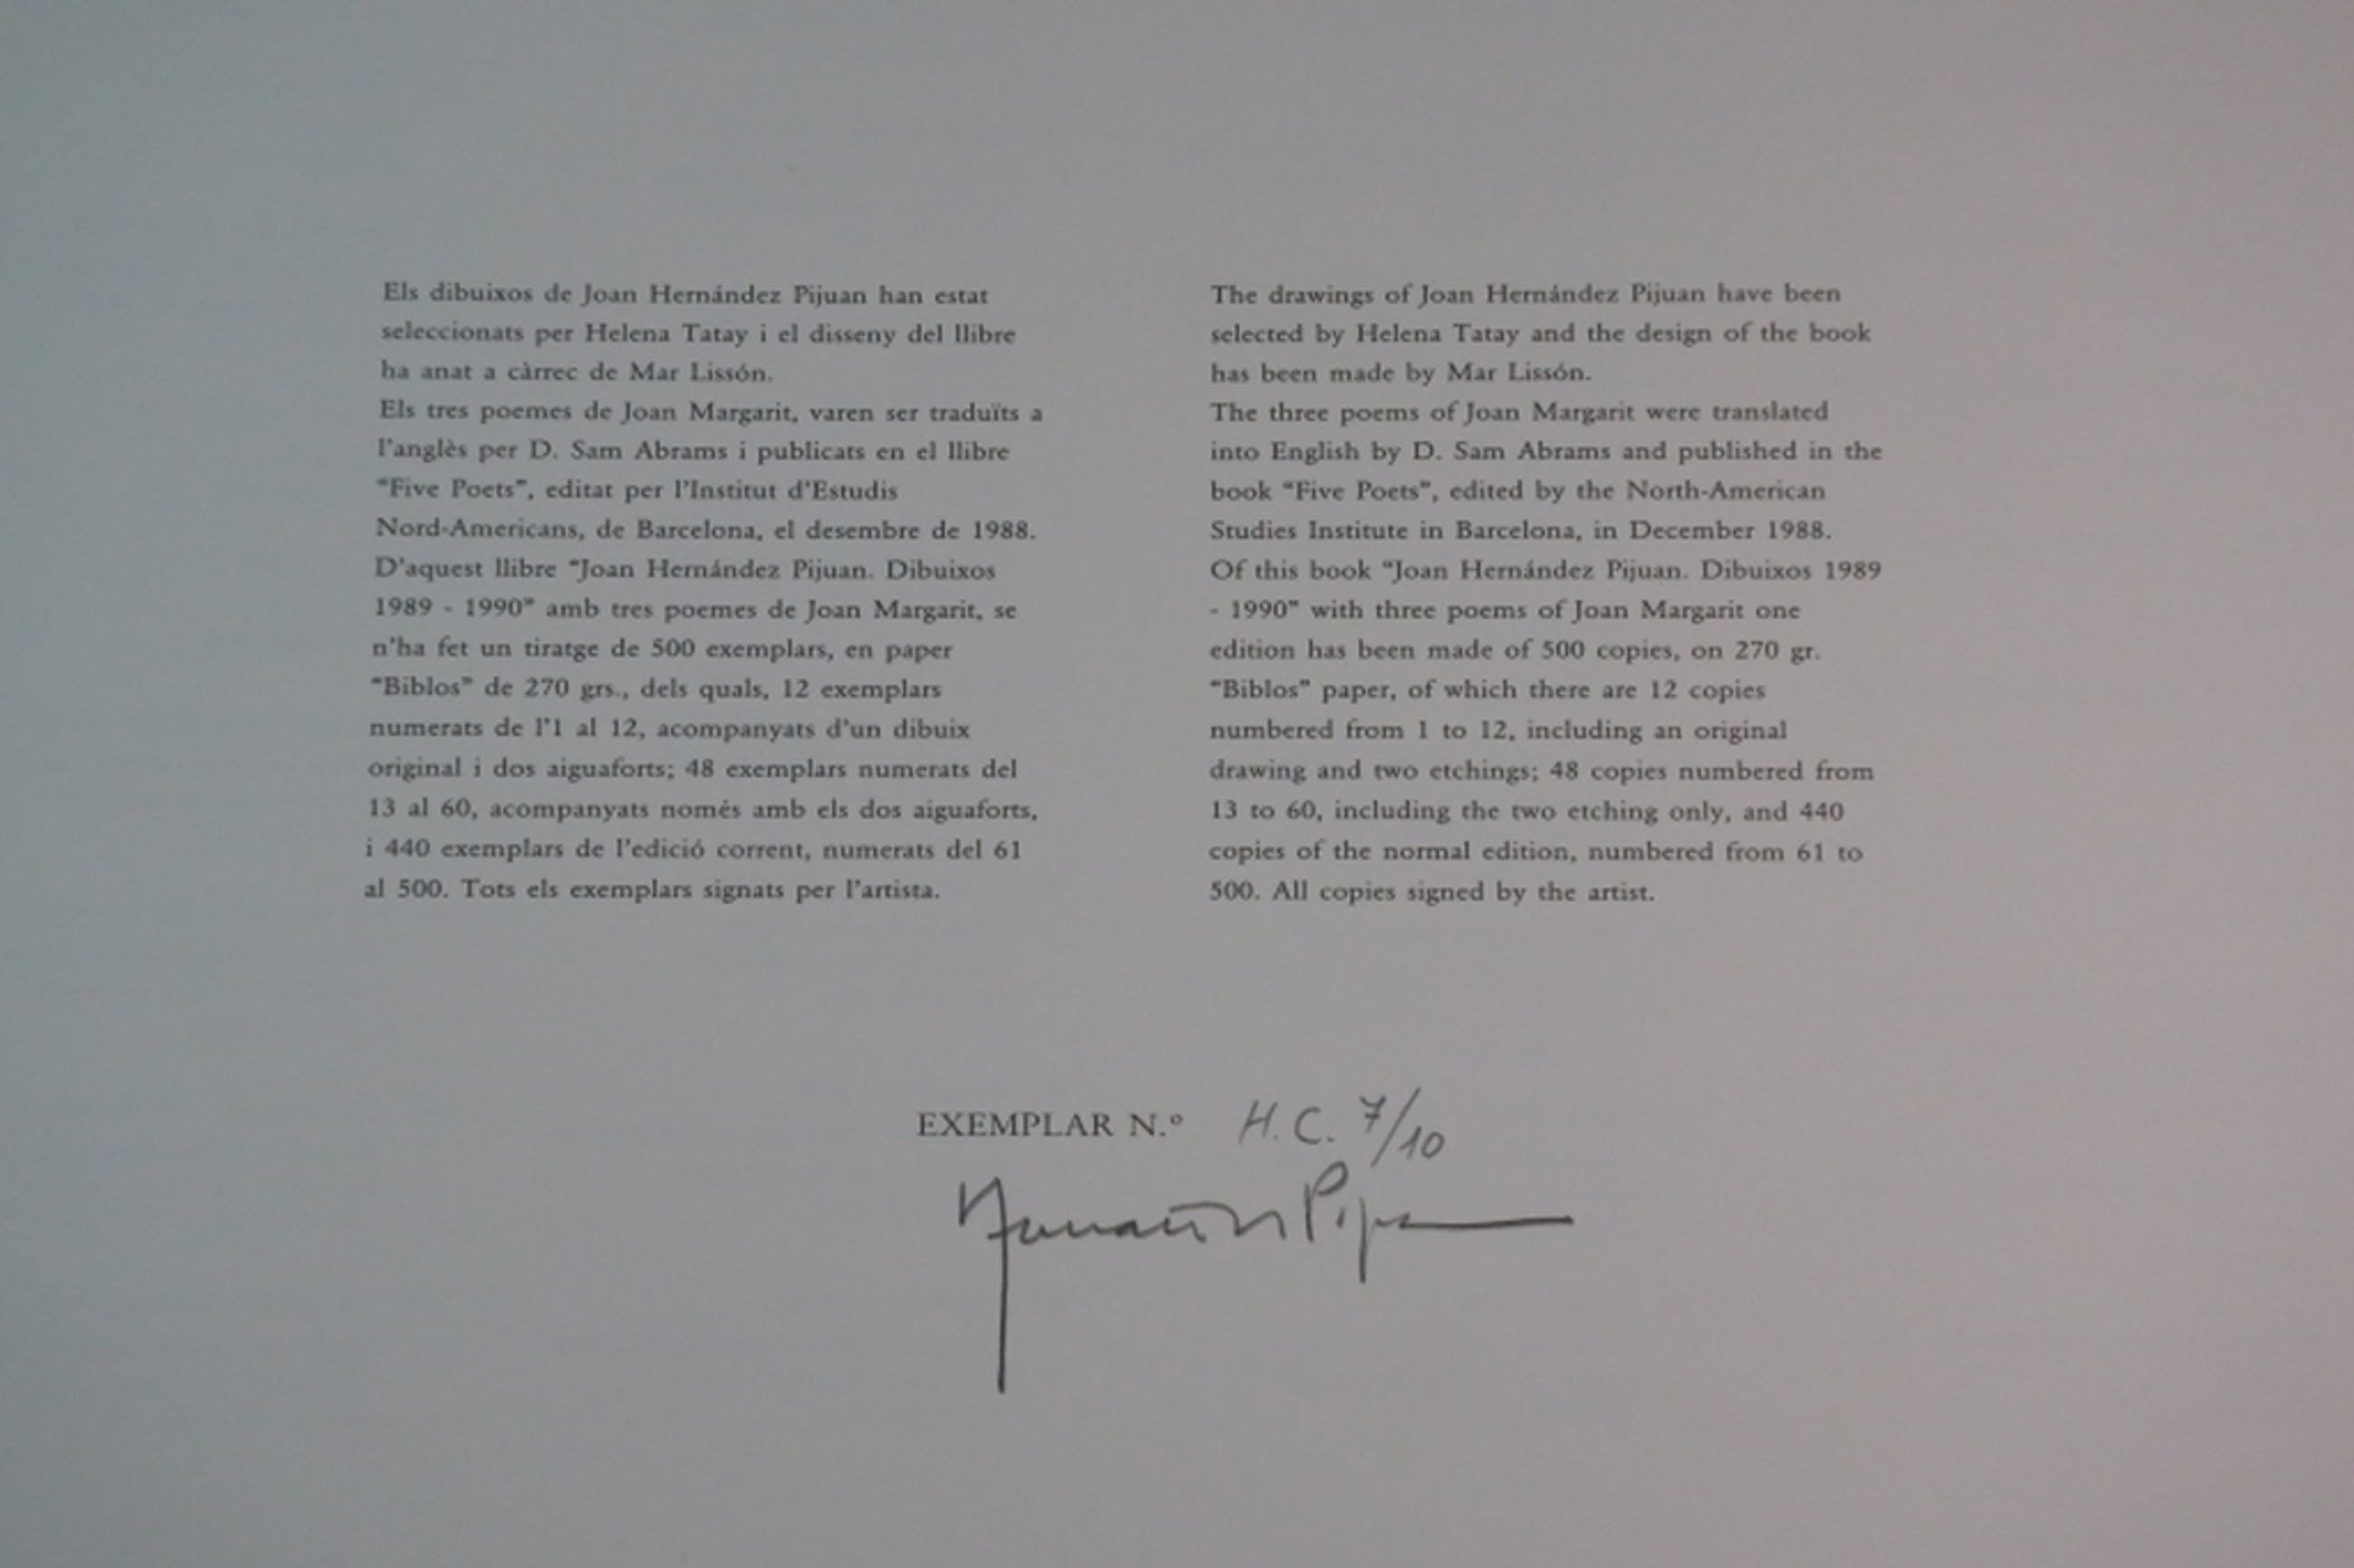 Els dibuixos de Joan Hernández Pijuan han estat
seleccionats per Helena Tatay i el disseny del llibre
ha anat a càrrec de Mar Lissón.
Els tres poemes de Joan Margarit, varen ser traduïts a
l'anglès per D. Sam Abrams i publicats en el llibre
"Five Poets", editat per l'Institut d'Estudis
Nord-Americans, de Barcelona, el desembre de 1988.
D'aquest llibre "Joan Hernández Pijuan. Dibuixos
1989 - 1990" amb tres poemes de Joan Margarit, se
n'ha fet un tiratge de 500 exemplars, en paper
"Biblos" de 270 grs., dels quals, 12 exemplars
numerats de l'1 al 12, acompanyats d'un dibuix
original i dos aiguaforts; 48 exemplars numerats del
13 al 60, acompanyats només amb els dos aiguaforts,
i 440 exemplars de l'edició corrent, numerats del 61
al 500. Tots els exemplars signats per l'artista.
The drawings of Joan Hernández Pijuan have been
selected by Helena Tatay and the design of the book
has been made by Mar Lissón.
The three poems of Joan Margarit were translated
into English by D. Sam Abrams and published in the
book "Five Poets", edited by the North-American
Studies Institute in Barcelona, in December 1988.
Of this book "Joan Hernández Pijuan. Dibuixos 1989
- 1990" with three poems of Joan Margarit one
edition has been made of 500 copies, on 270 gr.
"Biblos" paper, of which there are 12 copies
numbered from 1 to 12, including an original
drawing and two etchings; 48 copies numbered from
13 to 60, including the two etching only, and 440
copies of the normal edition, numbered from 61 to
500. All copies signed by the artist.
EXEMPLAR N.º H.C. 7/10